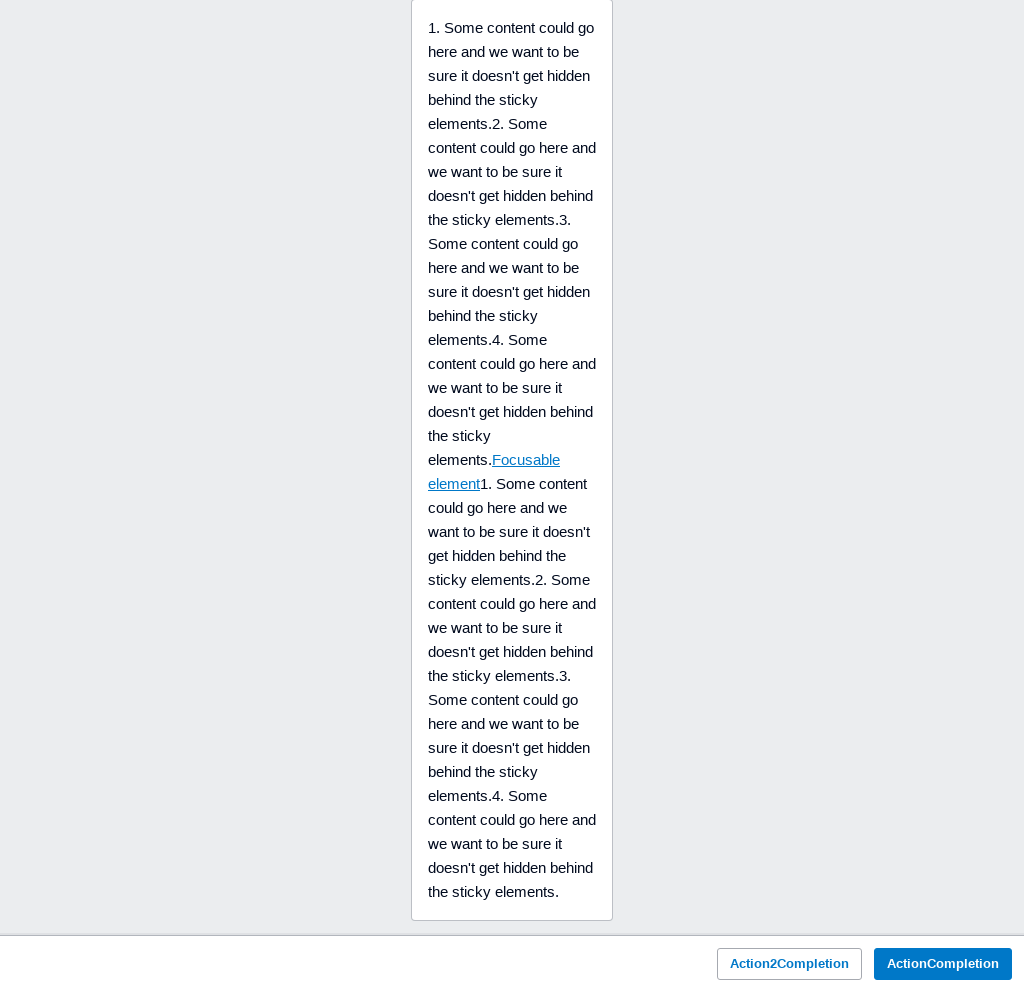 1. Some content could go
here and we want to be
sure it doesn't get hidden
behind the sticky
elements.2. Some
content could go here and
we want to be sure it
doesn't get hidden behind
the sticky elements.3.
Some content could go
here and we want to be
sure it doesn't get hidden
behind the sticky
elements.4. Some
content could go here and
we want to be sure it
doesn't get hidden behind
the sticky
elements.Focusable
element1. Some content
could go here and we
want to be sure it doesn't
get hidden behind the
sticky elements.2. Some
content could go here and
we want to be sure it
doesn't get hidden behind
the sticky elements.3.
Some content could go
here and we want to be
sure it doesn't get hidden
behind the sticky
elements.4. Some
content could go here and
we want to be sure it
doesn't get hidden behind
the sticky elements.
Action2Completion ActionCompletion